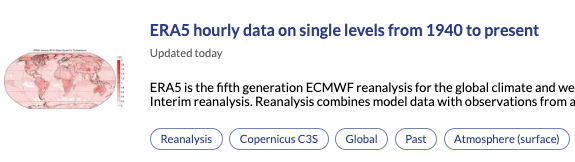 ERA5 hourly data on single levels from 1940 to present
Updated today
ERA5 is the fifth generation ECMWF reanalysis for the global climate and we
Interim reanalysis. Reanalysis combines model data with observations from a
Reanalysis
Copernicus C3S
Global
Past
Atmosphere (surface)